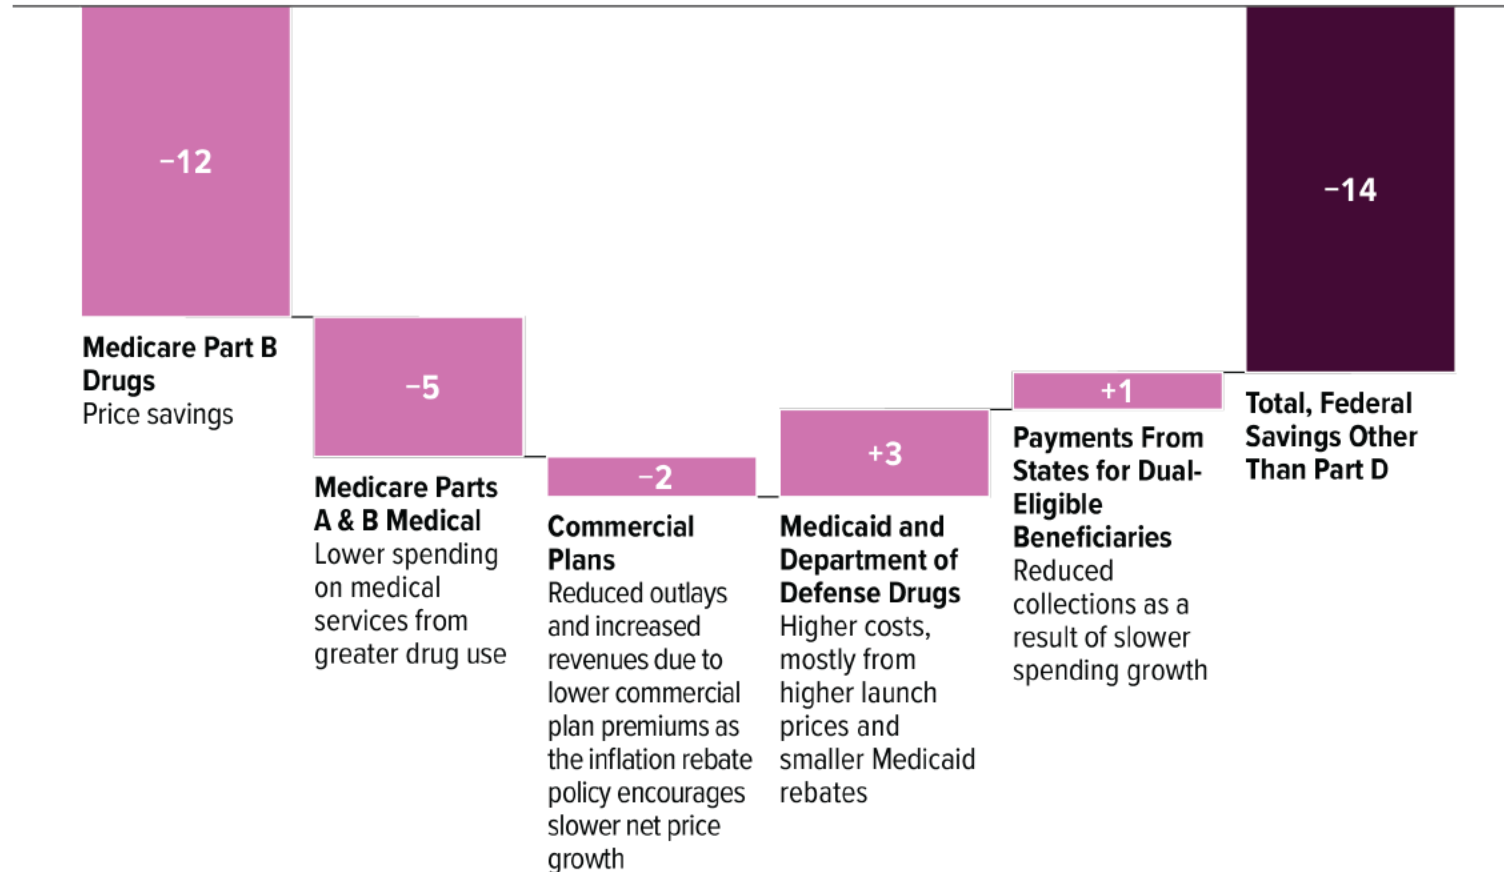 −12
Medicare Part B
Drugs
Price savings
−5
Medicare Parts
A & B Medical
Lower spending
on medical
services from
greater drug use
−2
Commercial
Plans
Reduced outlays
and increased
revenues due to
lower commercial
plan premiums as
the inflation rebate
policy encourages
slower net price
growth
+3
Medicaid and
Department of
Defense Drugs
Higher costs,
mostly from
higher launch
prices and
smaller Medicaid
rebates
+1
Payments From
States for Dual-
Eligible
Beneficiaries
Reduced
collections as a
result of slower
spending growth
−14
Total, Federal
Savings Other
Than Part D